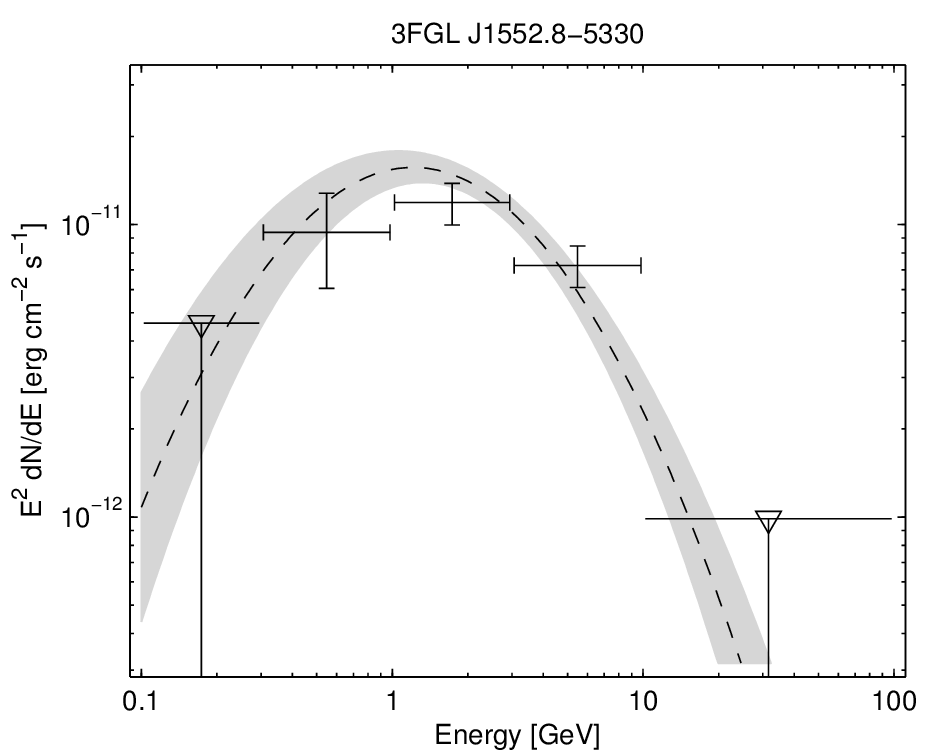 3FGL J1552.8−5330
E² dN/dE [erg cm⁻² s⁻¹]
10⁻¹¹
10⁻¹²
0.1 1 10 100
Energy [GeV]